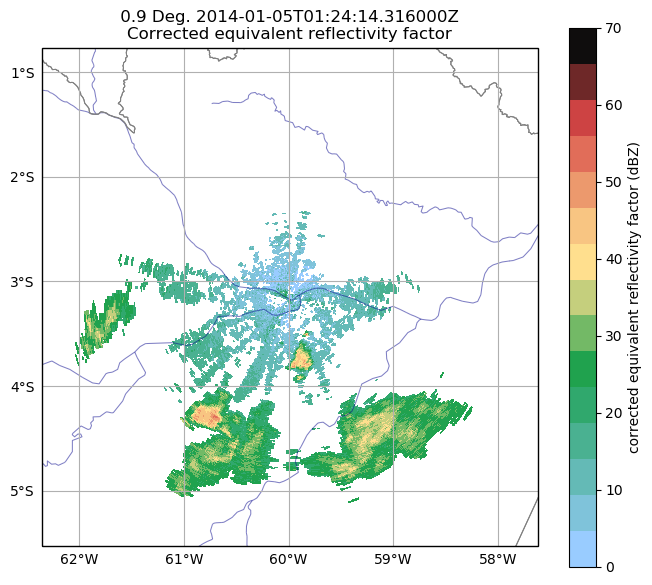 0.9 Deg. 2014-01-05T01:24:14.316000Z
Corrected equivalent reflectivity factor
1°S
2°S
3°S
4°S
5°S
62°W 61°W 60°W 59°W 58°W
70
60
50
40
30
20
10
0
corrected equivalent reflectivity factor (dBZ)